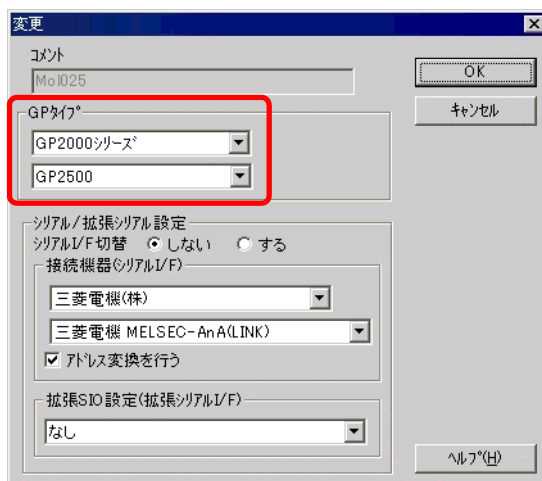 変更
コメント
Mol025
OK
キャンセル
GPﾀｲﾌﾟ
GP2000ｼﾘｰｽﾞ
GP2500
ｼﾘｱﾙ/拡張ｼﾘｱﾙ設定
ｼﾘｱﾙI/F切替 しない する
接続機器(ｼﾘｱﾙI/F)
三菱電機(株)
三菱電機 MELSEC-AnA(LINK)
ｱﾄﾞﾚｽ変換を行う
拡張SIO設定(拡張ｼﾘｱﾙI/F)
なし
ﾍﾙﾌﾟ(H)